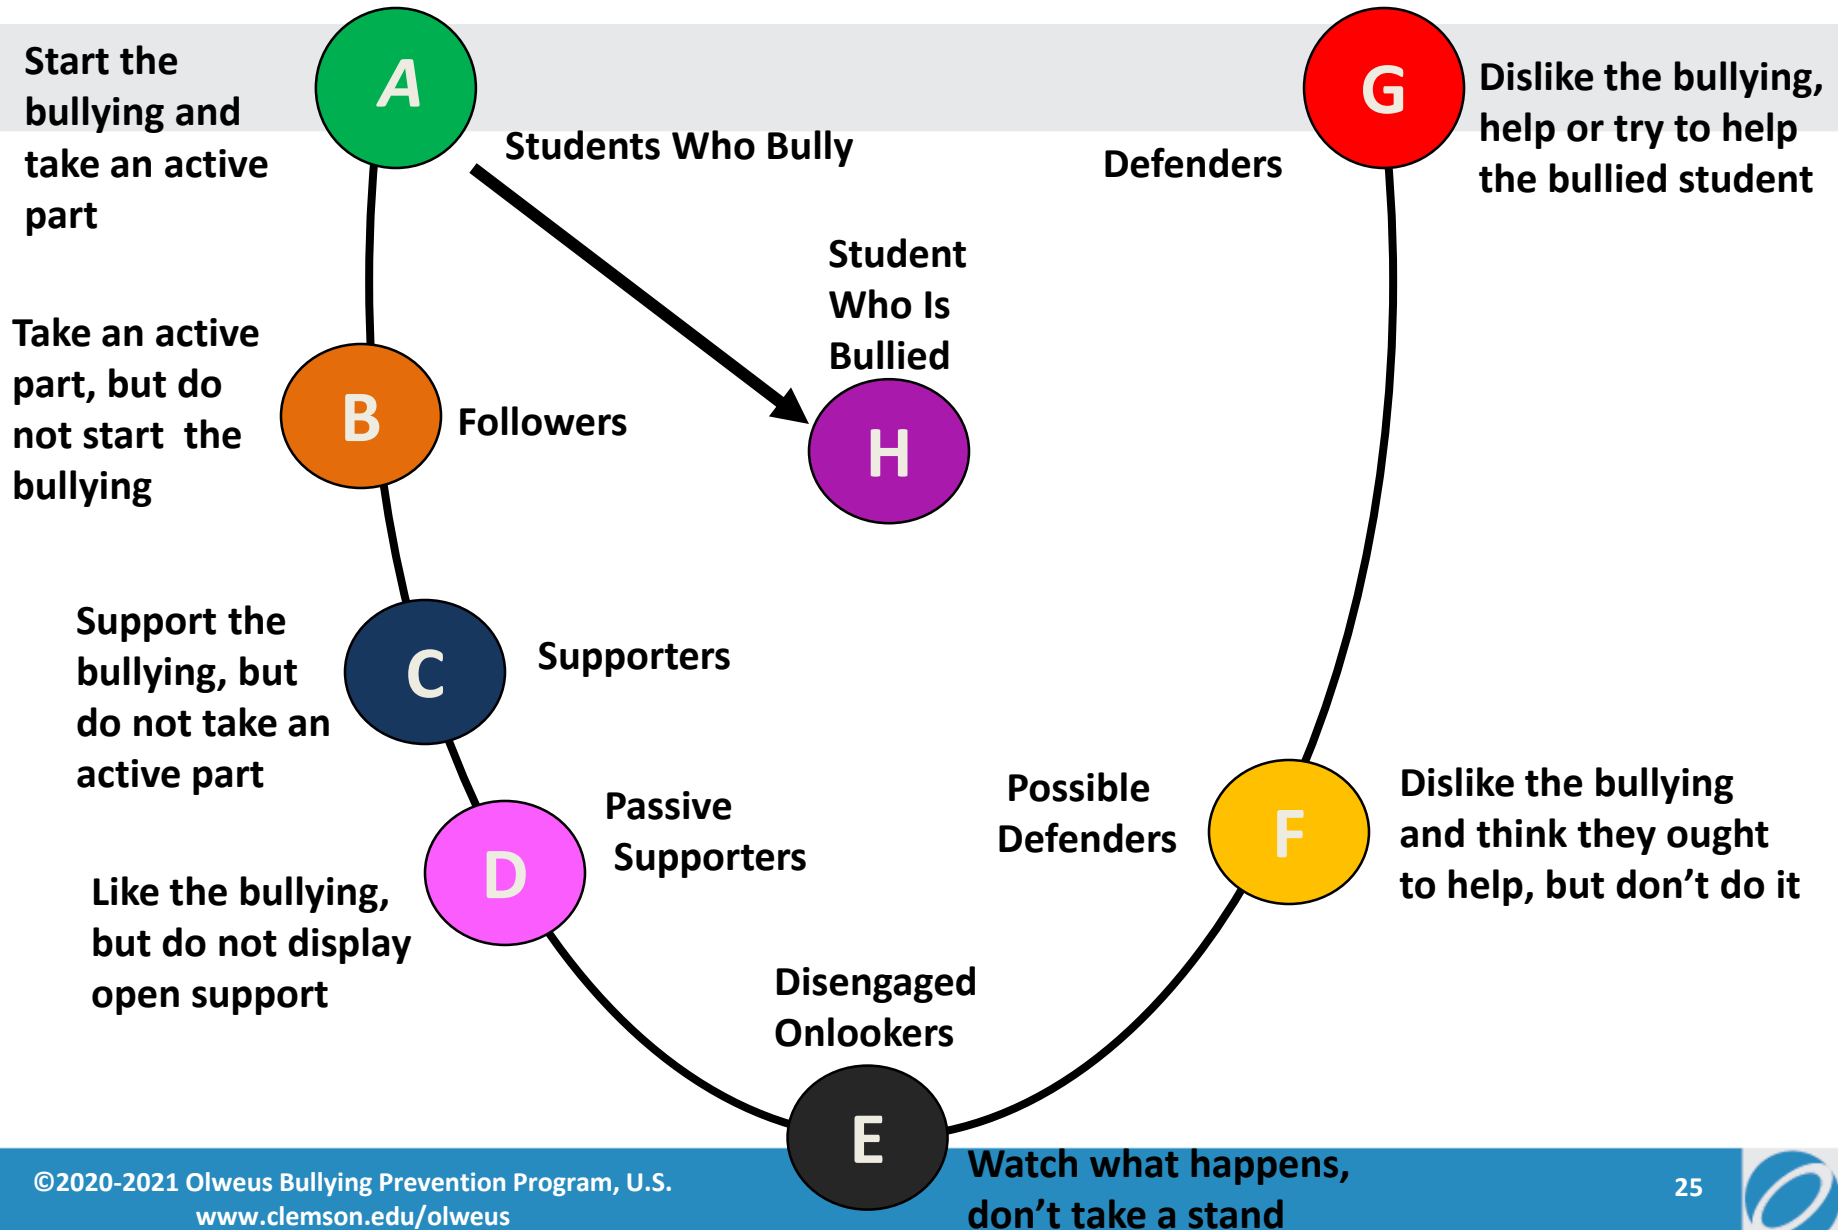 Start the
bullying and
take an active
part
A
Students Who Bully
Defenders
G
Dislike the bullying,
help or try to help
the bullied student
Student
Who Is
Bullied
H
Take an active
part, but do
not start  the
bullying
B
Followers
Support the
bullying, but
do not take an
active part
C
Supporters
Passive
Supporters
D
Like the bullying,
but do not display
open support
Possible
Defenders
F
Dislike the bullying
and think they ought
to help, but don’t do it
Disengaged
Onlookers
E
Watch what happens,
don’t take a stand
©2020-2021 Olweus Bullying Prevention Program, U.S.
www.clemson.edu/olweus
25